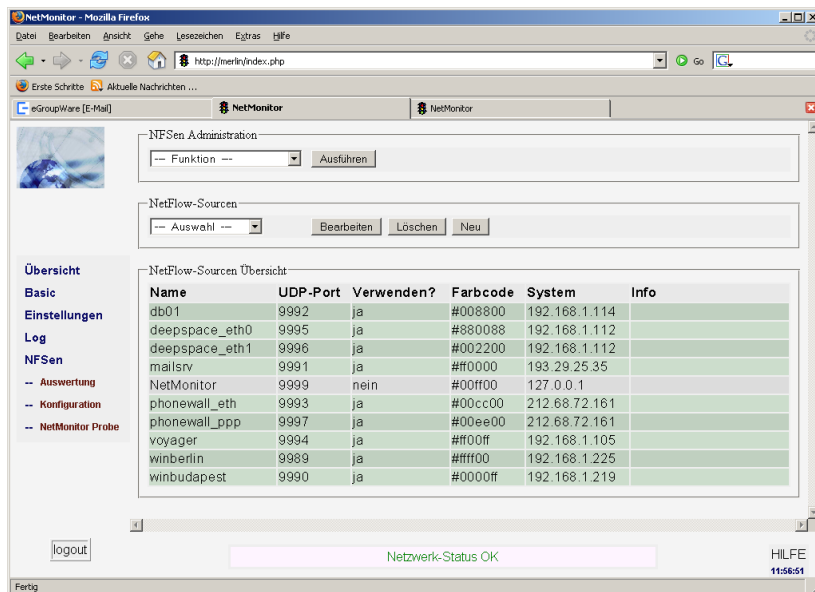 NetMonitor - Mozilla Firefox
Datei Bearbeiten Ansicht Gehe Lesezeichen Extras Hilfe
http://merlin/index.php Go
Erste Schritte Aktuelle Nachrichten ...
eGroupWare [E-Mail] NetMonitor NetMonitor
NFSen Administration
--- Funktion --- Ausführen
NetFlow-Sourcen
--- Auswahl --- Bearbeiten Löschen Neu
Übersicht
Basic
Einstellungen
Log
NFSen
-- Auswertung
-- Konfiguration
-- NetMonitor Probe
NetFlow-Sourcen Übersicht
Name UDP-Port Verwenden? Farbcode System Info
db01 9992 ja #008800 192.168.1.114
deepspace_eth0 9995 ja #880088 192.168.1.112
deepspace_eth1 9996 ja #002200 192.168.1.112
mailsrv 9991 ja #ff0000 193.29.25.35
NetMonitor 9999 nein #00ff00 127.0.0.1
phonewall_eth 9993 ja #00cc00 212.68.72.161
phonewall_ppp 9997 ja #00ee00 212.68.72.161
voyager 9994 ja #ff00ff 192.168.1.105
winberlin 9989 ja #ffff00 192.168.1.225
winbudapest 9990 ja #0000ff 192.168.1.219
logout
Netzwerk-Status OK
HILFE
11:56:51
Fertig